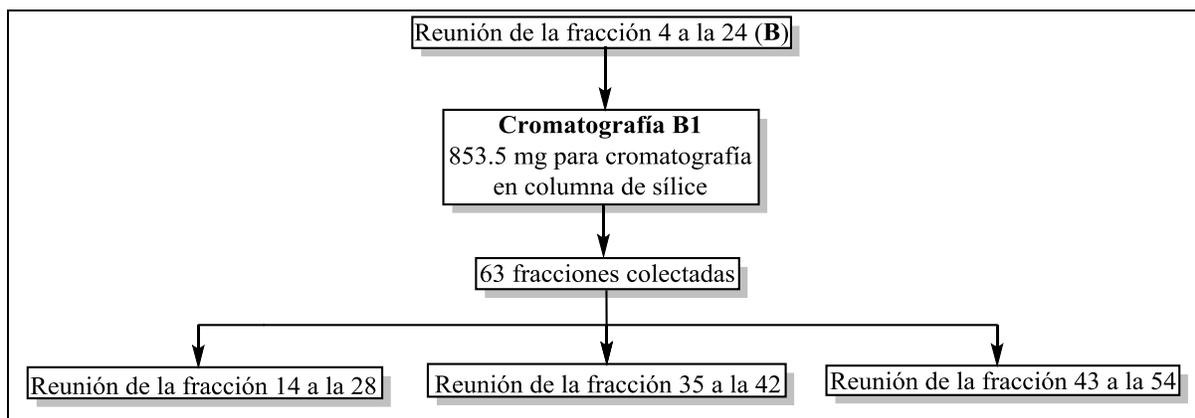 Reunión de la fracción 4 a la 24 (B)
Cromatografía B1
853.5 mg para cromatografía
en columna de sílice
63 fracciones colectadas
Reunión de la fracción 14 a la 28
Reunión de la fracción 35 a la 42
Reunión de la fracción 43 a la 54